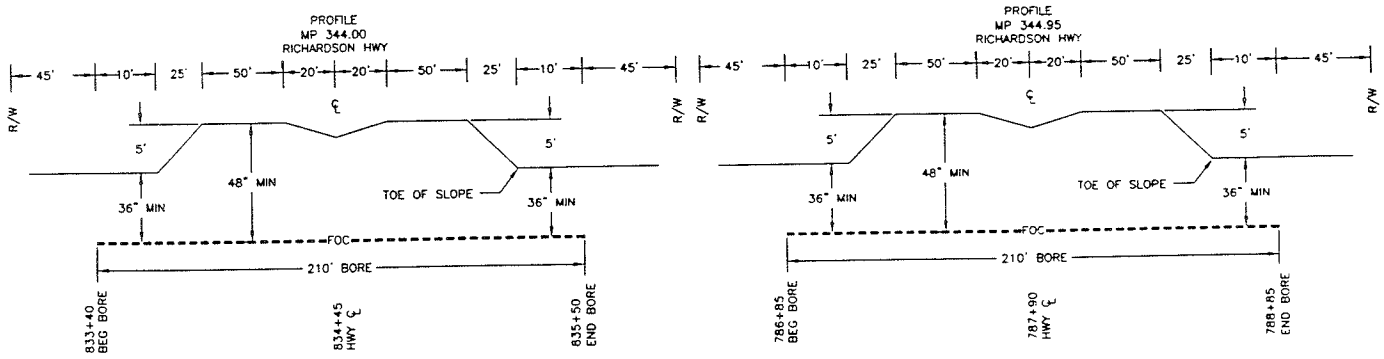 PROFILE
MP 344.00
RICHARDSON HWY
45'
10'
25'
50'
20'
20'
50'
25'
10'
45'
R/W
℄
R/W
5'
5'
48" MIN
TOE OF SLOPE
36" MIN
36" MIN
FOC
210' BORE
833+40
BEG BORE
834+45
HWY ℄
835+50
END BORE
PROFILE
MP 344.95
RICHARDSON HWY
45'
10'
25'
50'
20'
20'
50'
25'
10'
45'
R/W
℄
R/W
5'
5'
48" MIN
TOE OF SLOPE
36" MIN
36" MIN
FOC
210' BORE
786+85
BEG BORE
787+90
HWY ℄
788+85
END BORE